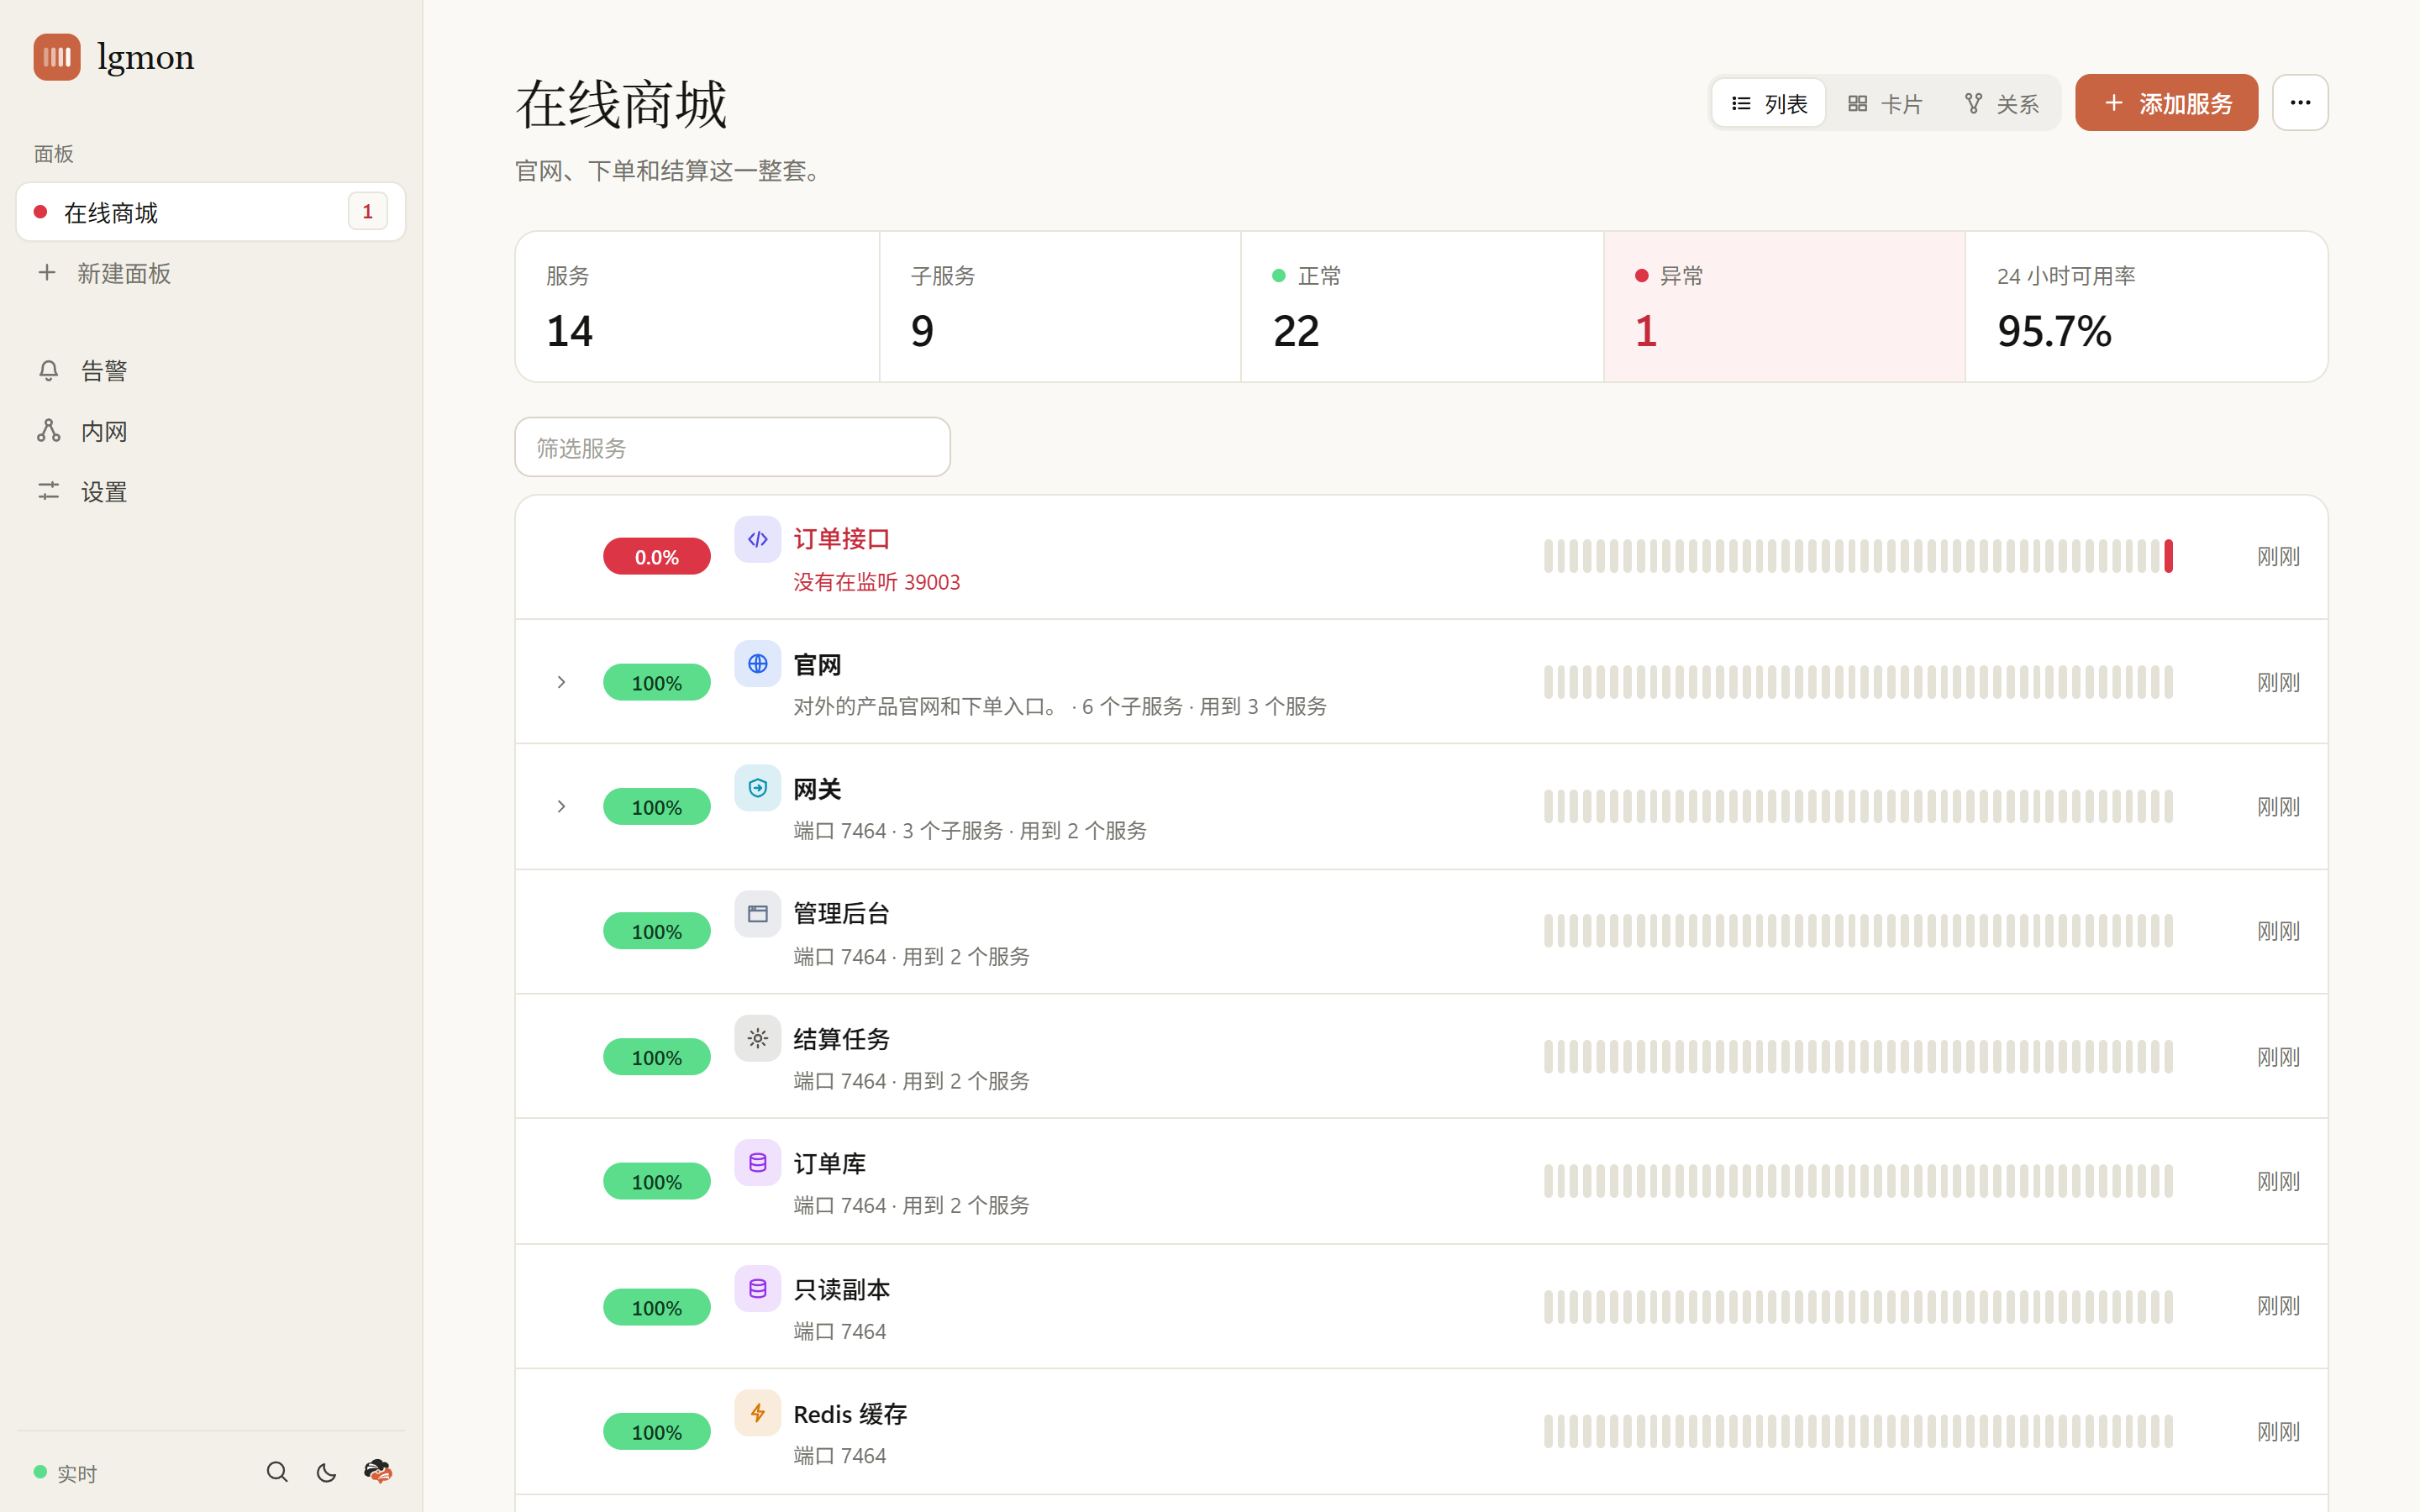 lgmon
面板
在线商城 1
新建面板
告警
内网
设置
实时
在线商城
官网、下单和结算这一整套。
列表 卡片 关系 添加服务
服务
14
子服务
9
正常
22
异常
1
24 小时可用率
95.7%
筛选服务
0.0% 订单接口 刚刚
没有在监听 39003
100% 官网 刚刚
对外的产品官网和下单入口。 · 6 个子服务 · 用到 3 个服务
100% 网关 刚刚
端口 7464 · 3 个子服务 · 用到 2 个服务
100% 管理后台 刚刚
端口 7464 · 用到 2 个服务
100% 结算任务 刚刚
端口 7464 · 用到 2 个服务
100% 订单库 刚刚
端口 7464 · 用到 2 个服务
100% 只读副本 刚刚
端口 7464
100% Redis 缓存 刚刚
端口 7464